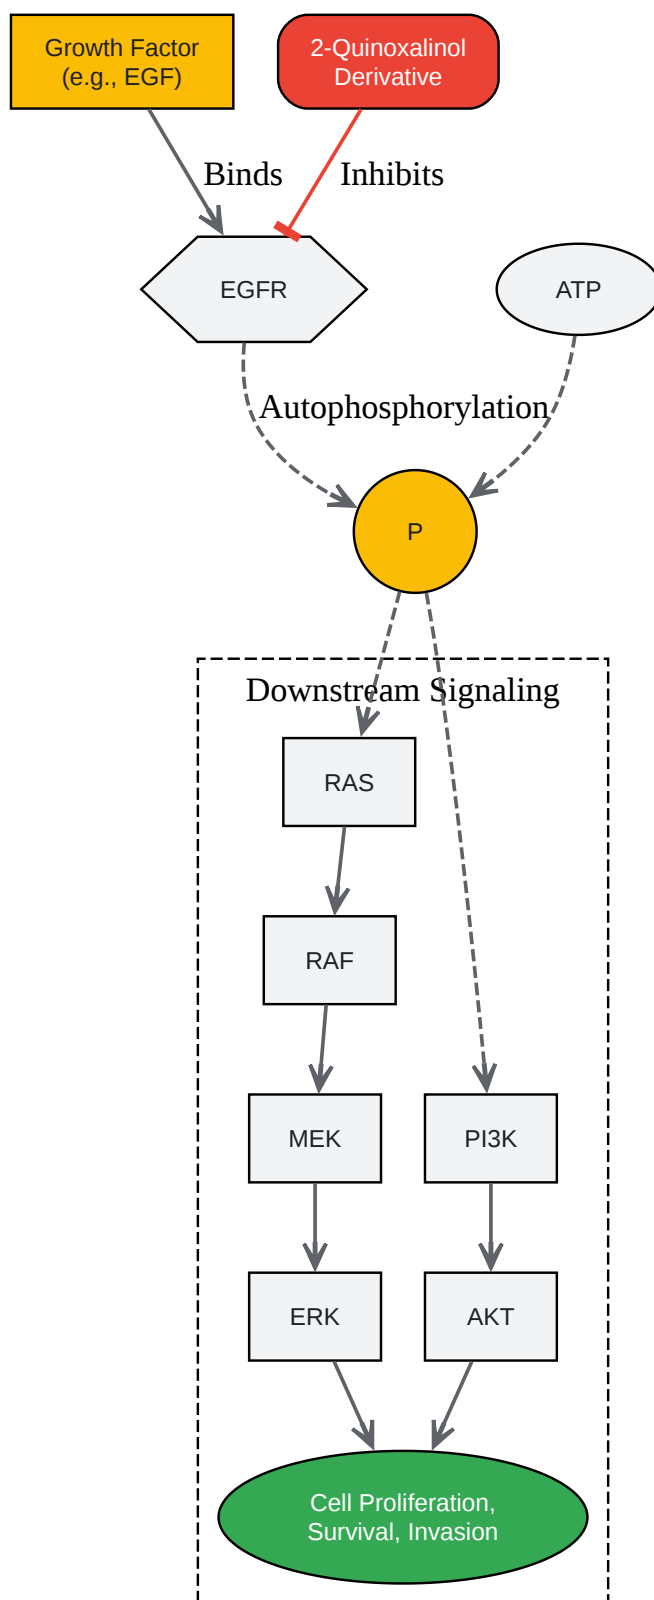 Growth Factor
(e.g., EGF)
2-Quinoxalinol
Derivative
Binds
Inhibits
EGFR
ATP
Autophosphorylation
P
Downstream Signaling
RAS
RAF
MEK
PI3K
ERK
AKT
Cell Proliferation,
Survival, Invasion